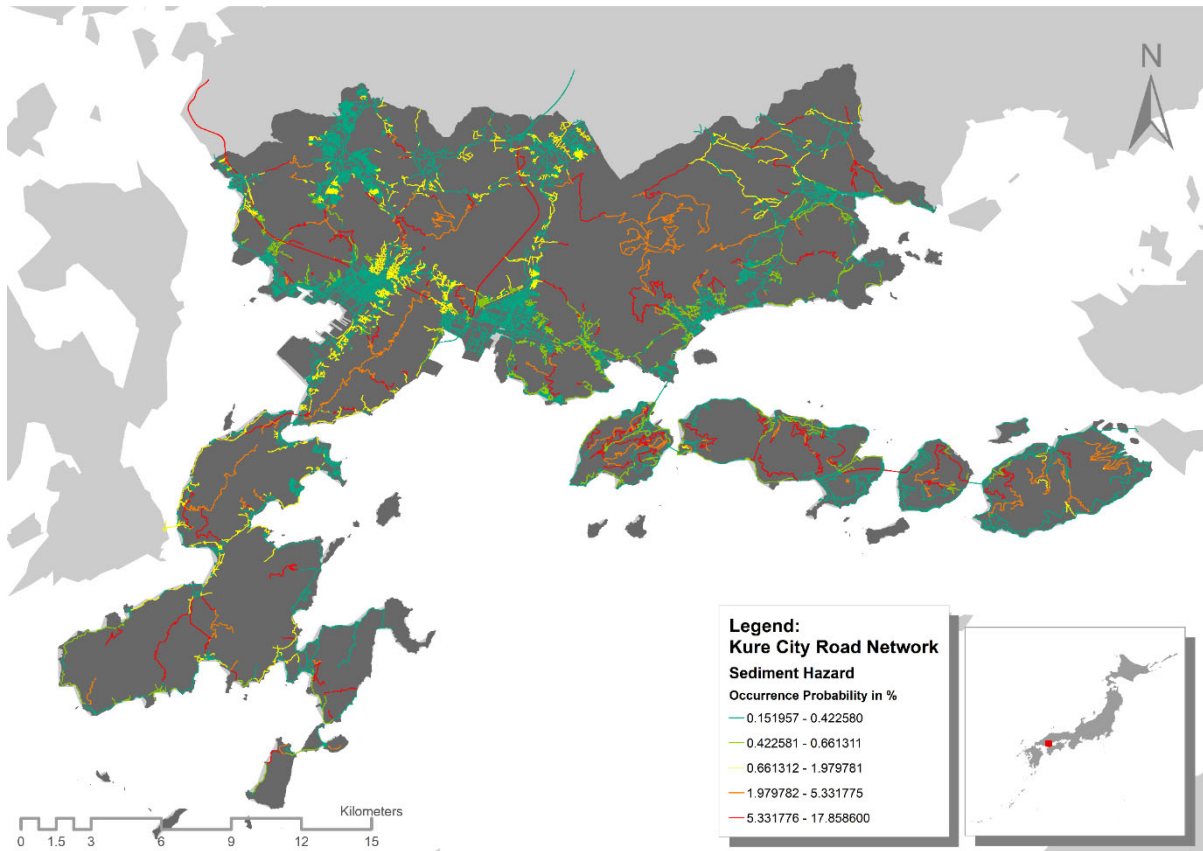 N
Legend:
Kure City Road Network
Sediment Hazard
Occurrence Probability in %
0.151957 - 0.422580
0.422581 - 0.661311
0.661312 - 1.979781
1.979782 - 5.331775
5.331776 - 17.858600
Kilometers
0 1.5 3 6 9 12 15